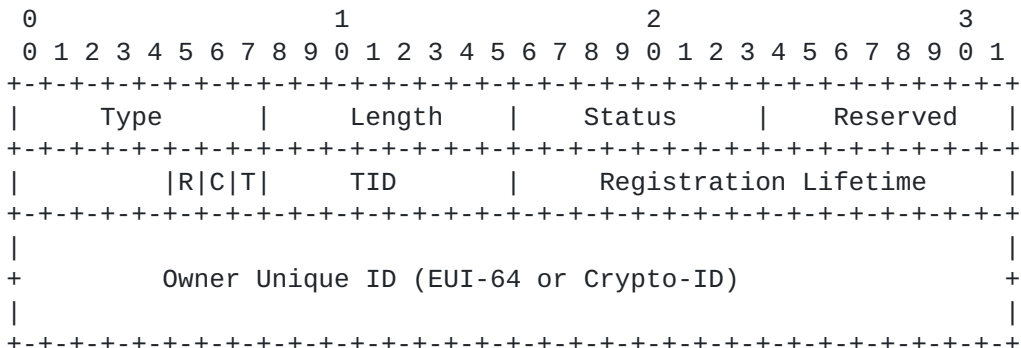 0                   1                   2                   3
 0 1 2 3 4 5 6 7 8 9 0 1 2 3 4 5 6 7 8 9 0 1 2 3 4 5 6 7 8 9 0 1
+-+-+-+-+-+-+-+-+-+-+-+-+-+-+-+-+-+-+-+-+-+-+-+-+-+-+-+-+-+-+-+-+
|     Type      |     Length    |    Status     |    Reserved   |
+-+-+-+-+-+-+-+-+-+-+-+-+-+-+-+-+-+-+-+-+-+-+-+-+-+-+-+-+-+-+-+-+
|         |R|C|T|     TID       |     Registration Lifetime     |
+-+-+-+-+-+-+-+-+-+-+-+-+-+-+-+-+-+-+-+-+-+-+-+-+-+-+-+-+-+-+-+-+
|                                                               |
+         Owner Unique ID (EUI-64 or Crypto-ID)                 +
|                                                               |
+-+-+-+-+-+-+-+-+-+-+-+-+-+-+-+-+-+-+-+-+-+-+-+-+-+-+-+-+-+-+-+-+